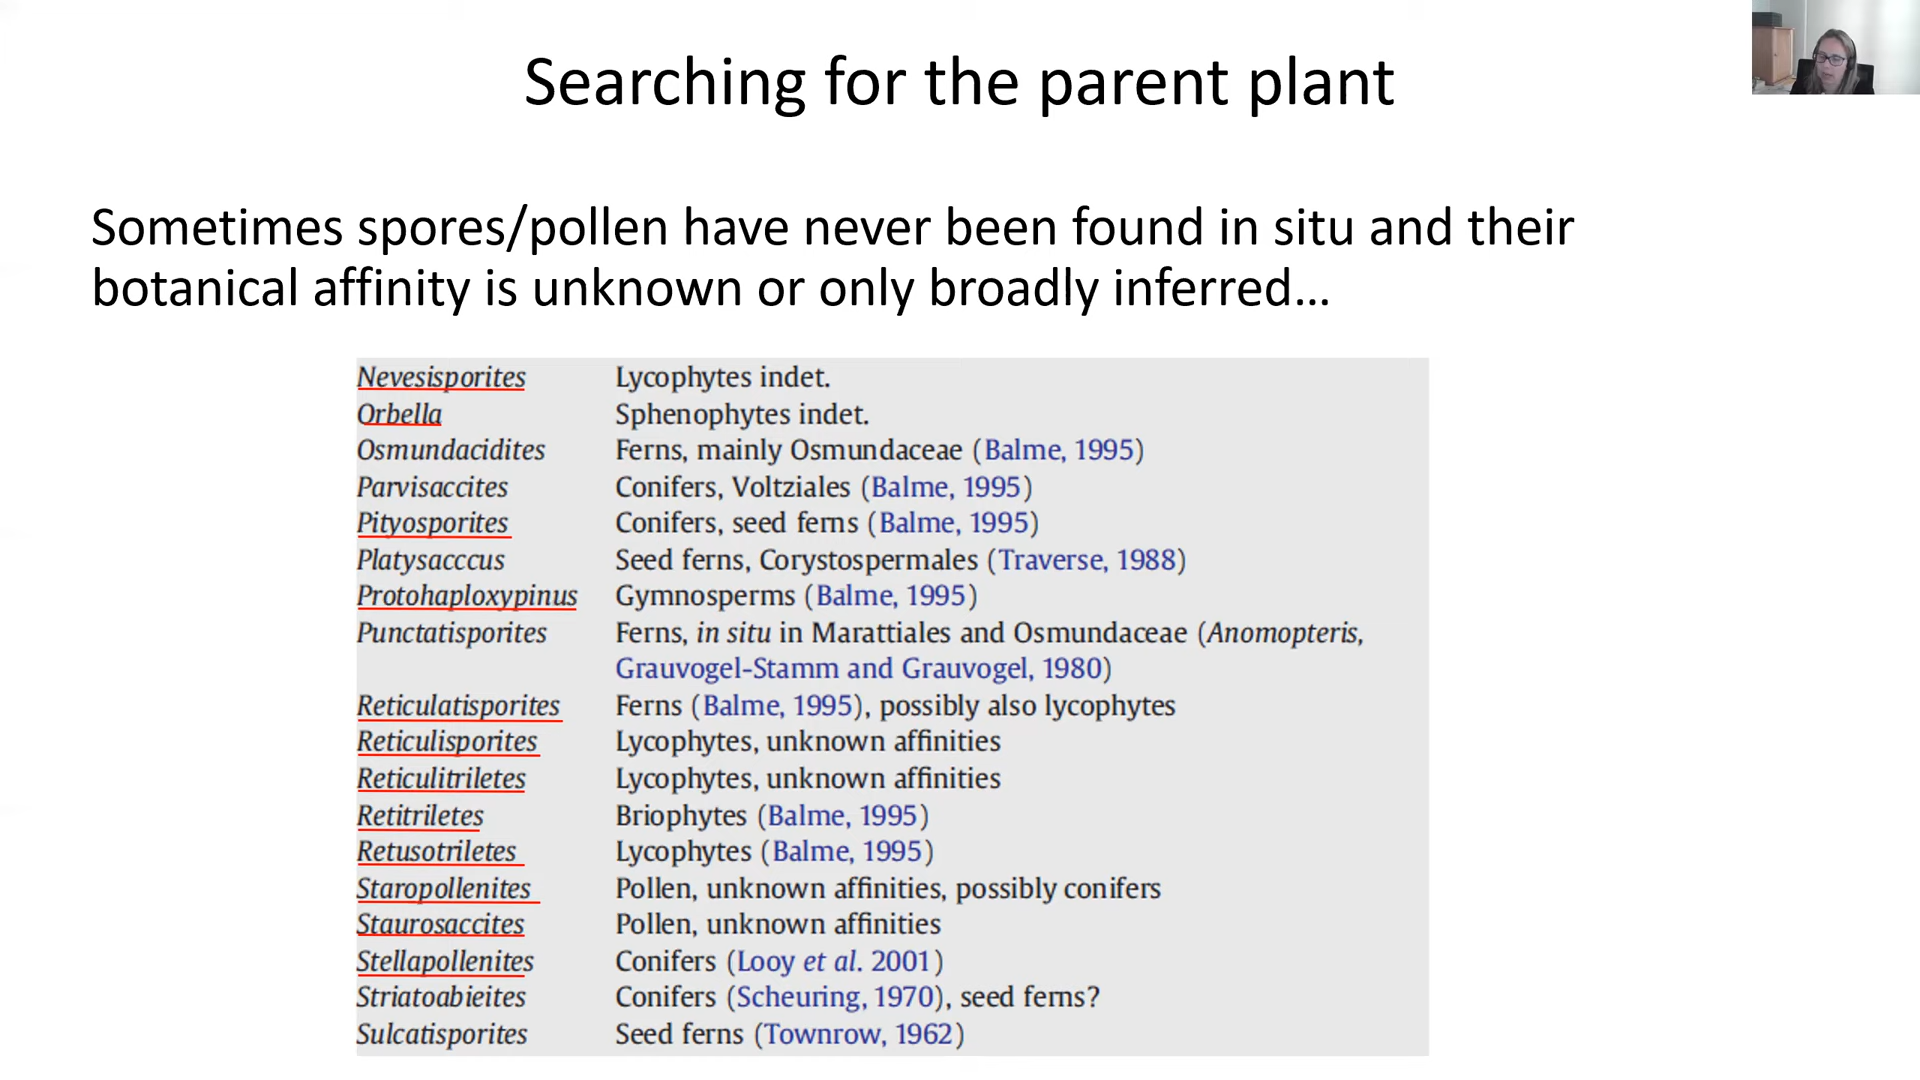 Searching for the parent plant
Sometimes spores/pollen have never been found in situ and their
botanical affinity is unknown or only broadly inferred...
Nevesisporites Lycophytes indet.
Orbella Sphenophytes indet.
Osmundacidites Ferns, mainly Osmundaceae (Balme, 1995)
Parvisaccites Conifers, Voltziales (Balme, 1995)
Pityosporites Conifers, seed ferns (Balme, 1995)
Platysacccus Seed ferns, Corystospermales (Traverse, 1988)
Protohaploxypinus Gymnosperms (Balme, 1995)
Punctatisporites Ferns, in situ in Marattiales and Osmundaceae (Anomopteris,
Grauvogel-Stamm and Grauvogel, 1980)
Reticulatisporites Ferns (Balme, 1995), possibly also lycophytes
Reticulisporites Lycophytes, unknown affinities
Reticulitriletes Lycophytes, unknown affinities
Retitriletes Briophytes (Balme, 1995)
Retusotriletes Lycophytes (Balme, 1995)
Staropollenites Pollen, unknown affinities, possibly conifers
Staurosaccites Pollen, unknown affinities
Stellapollenites Conifers (Looy et al. 2001)
Striatoabieites Conifers (Scheuring, 1970), seed ferns?
Sulcatisporites Seed ferns (Townrow, 1962)